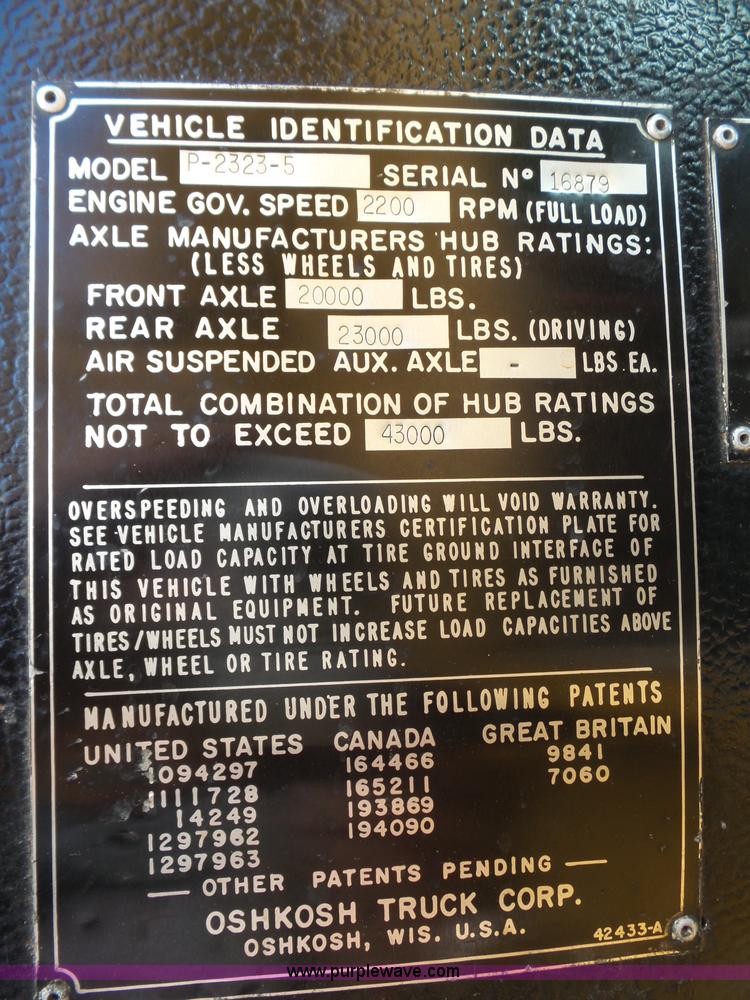 VEHICLE IDENTIFICATION DATA
MODEL P-2323-5 SERIAL Nº 16879
ENGINE GOV. SPEED 2200 RPM (FULL LOAD)
AXLE MANUFACTURERS HUB RATINGS:
(LESS WHEELS AND TIRES)
FRONT AXLE 20000 LBS.
REAR AXLE 23000 LBS. (DRIVING)
AIR SUSPENDED AUX. AXLE - LBS. EA.
TOTAL COMBINATION OF HUB RATINGS
NOT TO EXCEED 43000 LBS.
OVERSPEEDING AND OVERLOADING WILL VOID WARRANTY.
SEE VEHICLE MANUFACTURERS CERTIFICATION PLATE FOR
RATED LOAD CAPACITY AT TIRE GROUND INTERFACE OF
THIS VEHICLE WITH WHEELS AND TIRES AS FURNISHED
AS ORIGINAL EQUIPMENT. FUTURE REPLACEMENT OF
TIRES/WHEELS MUST NOT INCREASE LOAD CAPACITIES ABOVE
AXLE, WHEEL OR TIRE RATING.
MANUFACTURED UNDER THE FOLLOWING PATENTS
UNITED STATES CANADA GREAT BRITAIN
1094297 164466 9841
1111728 165211 7060
14249 193869
1297962 194090
1297963
— OTHER PATENTS PENDING —
OSHKOSH TRUCK CORP.
OSHKOSH, WIS. U.S.A. 42433-A
www.purplewave.com